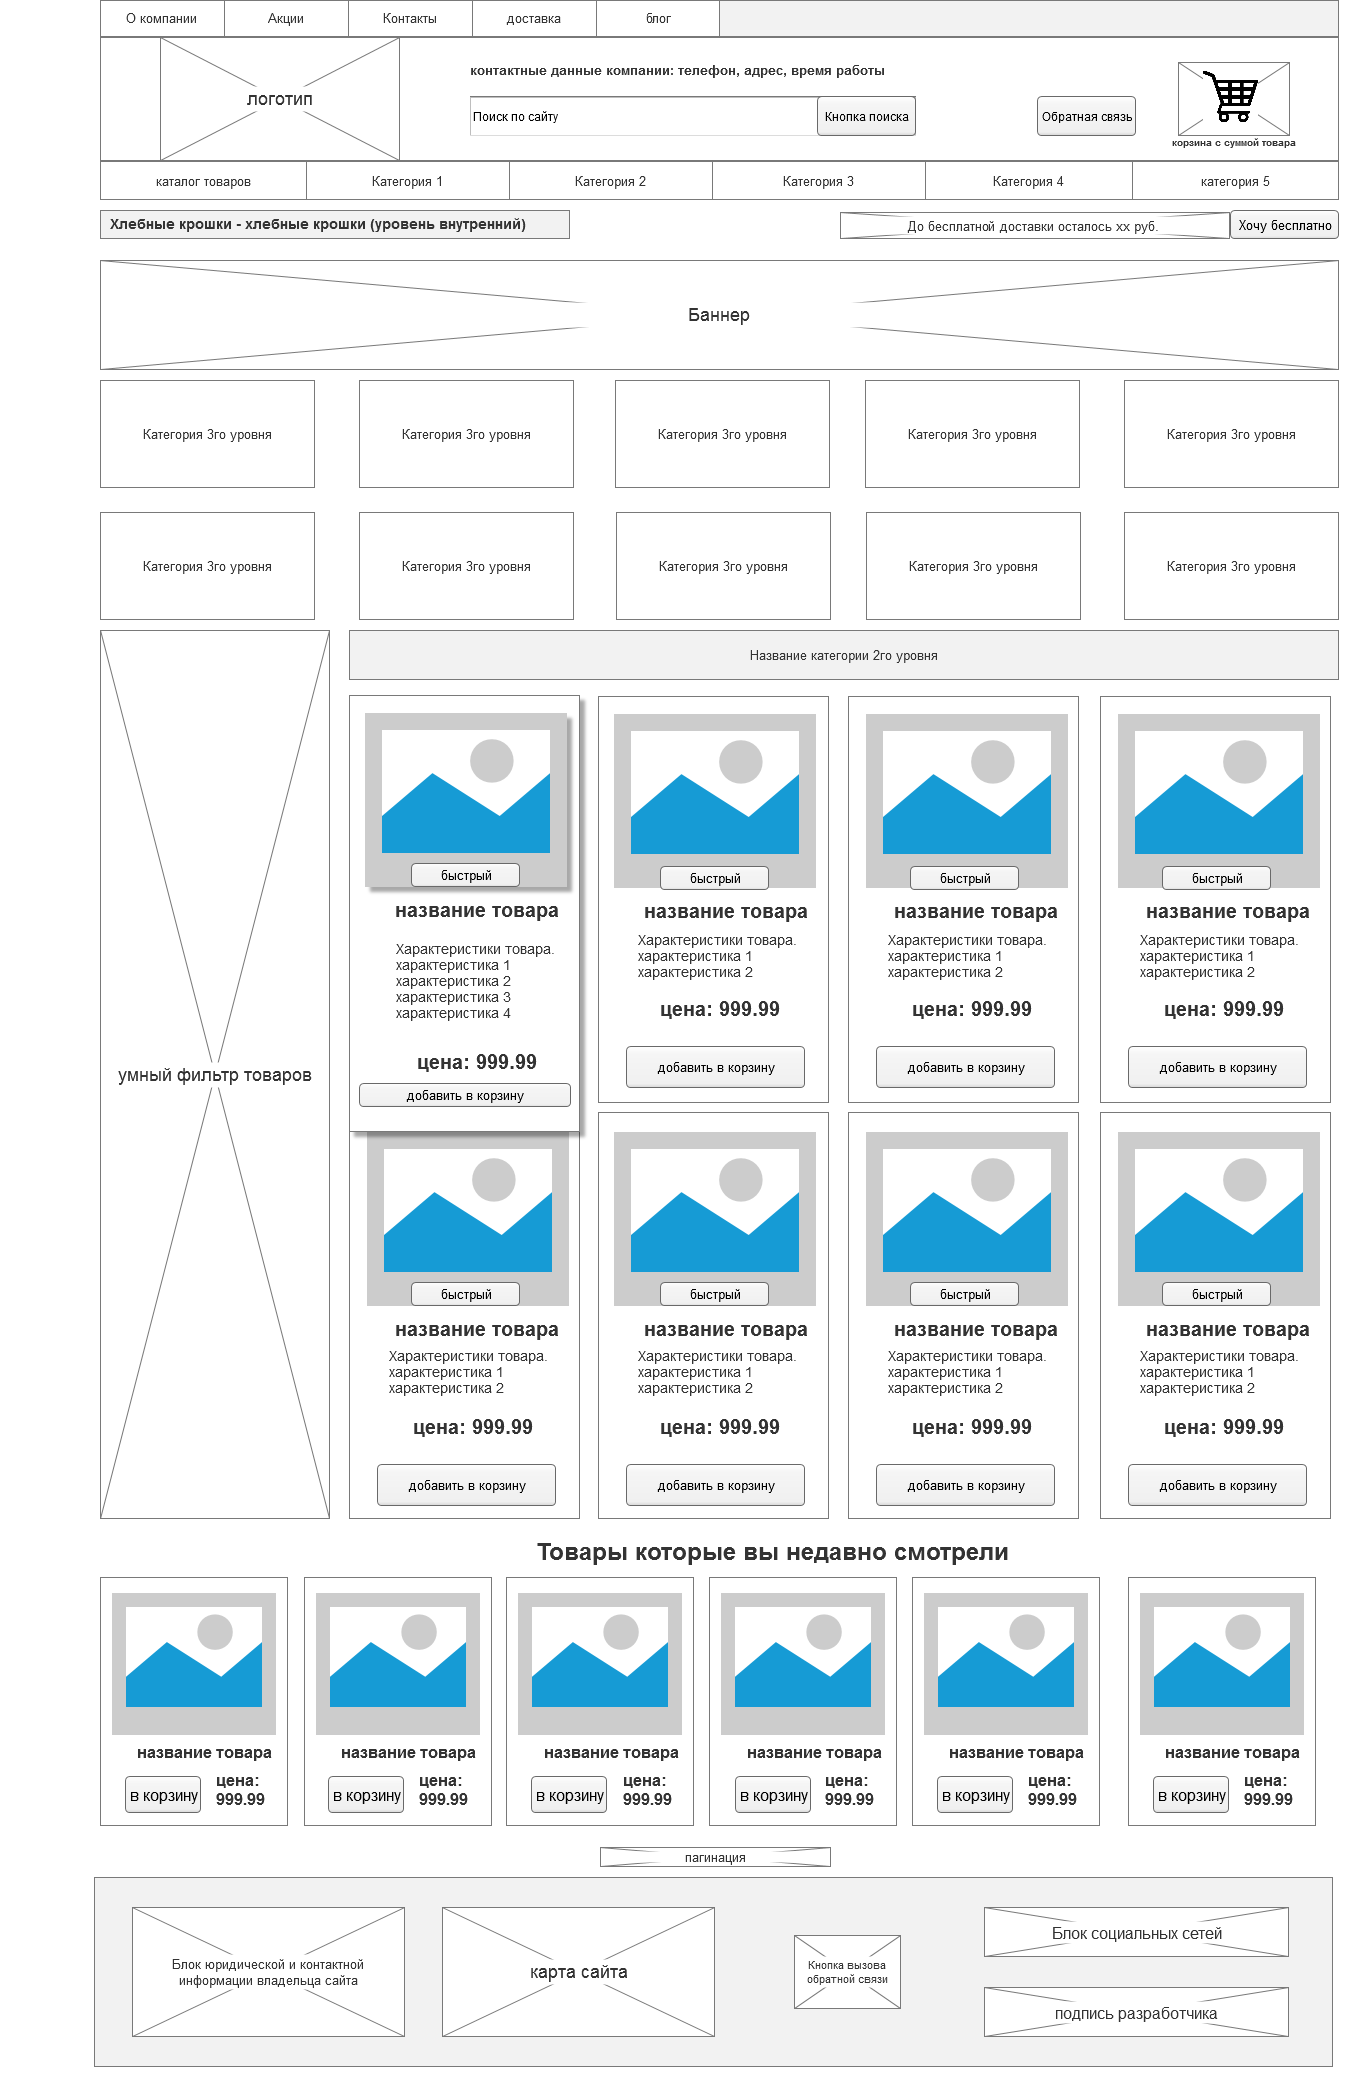 О компании
Акции
Контакты
доставка
блог
логотип
контактные данные компании: телефон, адрес, время работы
Поиск по сайту
Кнопка поиска
Обратная связь
корзина с суммой товара
каталог товаров
Категория 1
Категория 2
Категория 3
Категория 4
категория 5
Хлебные крошки - хлебные крошки (уровень внутренний)
До бесплатной доставки осталось хх руб.
Хочу бесплатно
Баннер
Категория 3го уровня
Категория 3го уровня
Категория 3го уровня
Категория 3го уровня
Категория 3го уровня
Категория 3го уровня
Категория 3го уровня
Категория 3го уровня
Категория 3го уровня
Категория 3го уровня
умный фильтр товаров
Название категории 2го уровня
быстрый
название товара
Характеристики товара.
характеристика 1
характеристика 2
характеристика 3
характеристика 4
цена: 999.99
добавить в корзину
быстрый
название товара
Характеристики товара.
характеристика 1
характеристика 2
цена: 999.99
добавить в корзину
быстрый
название товара
Характеристики товара.
характеристика 1
характеристика 2
цена: 999.99
добавить в корзину
быстрый
название товара
Характеристики товара.
характеристика 1
характеристика 2
цена: 999.99
добавить в корзину
быстрый
название товара
Характеристики товара.
характеристика 1
характеристика 2
цена: 999.99
добавить в корзину
быстрый
название товара
Характеристики товара.
характеристика 1
характеристика 2
цена: 999.99
добавить в корзину
быстрый
название товара
Характеристики товара.
характеристика 1
характеристика 2
цена: 999.99
добавить в корзину
быстрый
название товара
Характеристики товара.
характеристика 1
характеристика 2
цена: 999.99
добавить в корзину
Товары которые вы недавно смотрели
название товара
в корзину
цена:
999.99
название товара
в корзину
цена:
999.99
название товара
в корзину
цена:
999.99
название товара
в корзину
цена:
999.99
название товара
в корзину
цена:
999.99
название товара
в корзину
цена:
999.99
пагинация
Блок юридической и контактной
информации владельца сайта
карта сайта
Кнопка вызова
обратной связи
Блок социальных сетей
подпись разработчика